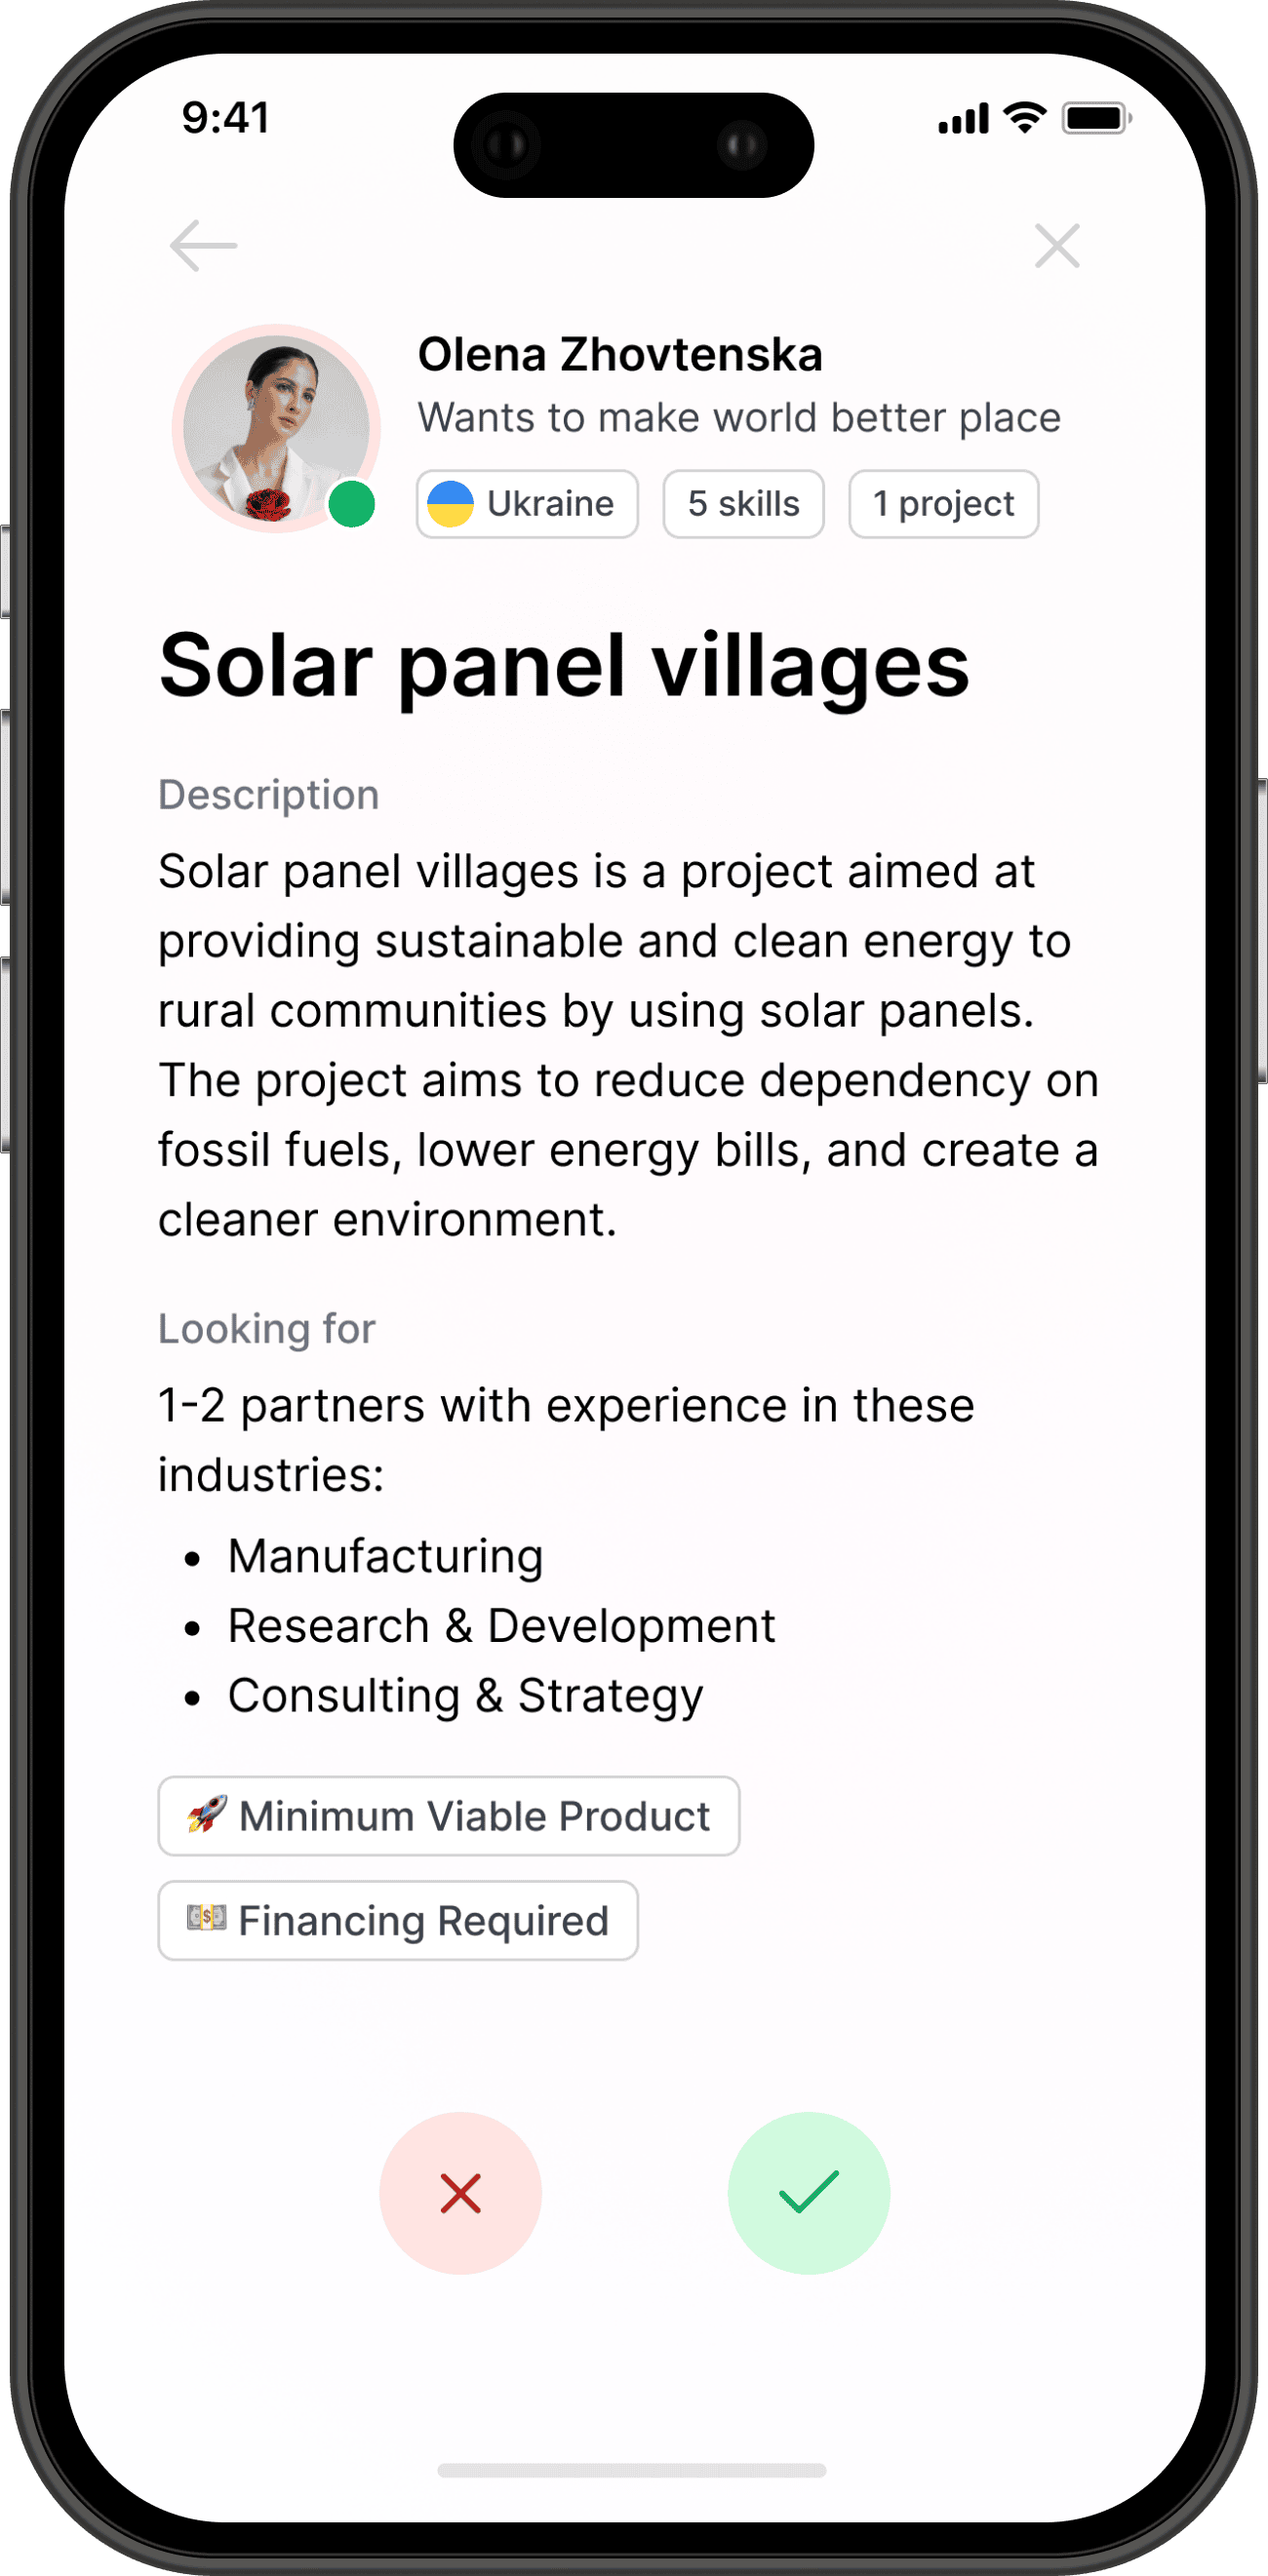 9:41
Olena Zhovtenska
Wants to make world better place
Ukraine
5 skills
1 project
Solar panel villages
Description
Solar panel villages is a project aimed at
providing sustainable and clean energy to
rural communities by using solar panels.
The project aims to reduce dependency on
fossil fuels, lower energy bills, and create a
cleaner environment.
Looking for
1-2 partners with experience in these
industries:
• Manufacturing
• Research & Development
• Consulting & Strategy
🚀 Minimum Viable Product
💵 Financing Required